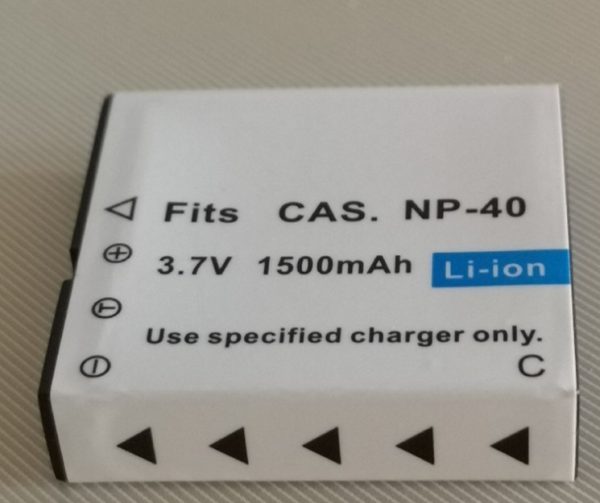 Fits CAS. NP-40
3.7V 1500mAh Li-ion
Use specified charger only.
C
+
T
−